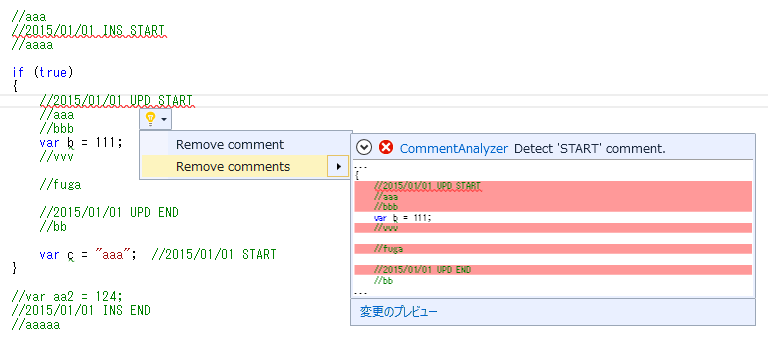 //aaa
//2015/01/01 INS START
//aaaa
if (true)
{
//2015/01/01 UPD START
//aaa
//bbb
var b = 111;
//vvv
//fuga
//2015/01/01 UPD END
//bb
var c = "aaa";  //2015/01/01 START
}
//var aa2 = 124;
//2015/01/01 INS END
//aaaaa
Remove comment
Remove comments
CommentAnalyzer Detect 'START' comment.
...
{
//2015/01/01 UPD START
//aaa
//bbb
var b = 111;
//vvv
//fuga
//2015/01/01 UPD END
//bb
...
変更のプレビュー